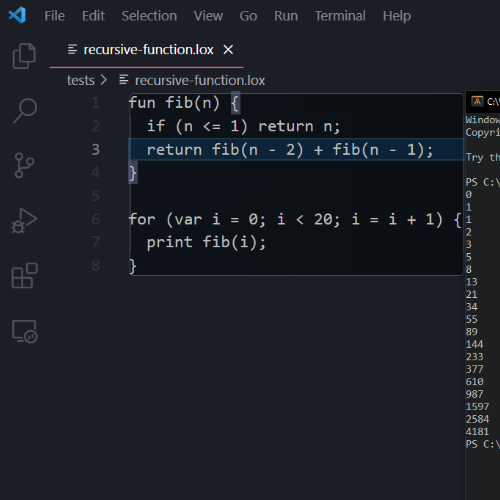 File Edit Selection View Go Run Terminal Help
recursive-function.lox
tests > recursive-function.lox
1 fun fib(n) {
2 if (n <= 1) return n;
3 return fib(n - 2) + fib(n - 1);
4 }
5
6 for (var i = 0; i < 20; i = i + 1) {
7 print fib(i);
8 }
C:\
Window
Copyri
Try th
PS C:\
0
1
1
2
3
5
8
13
21
34
55
89
144
233
377
610
987
1597
2584
4181
PS C:\